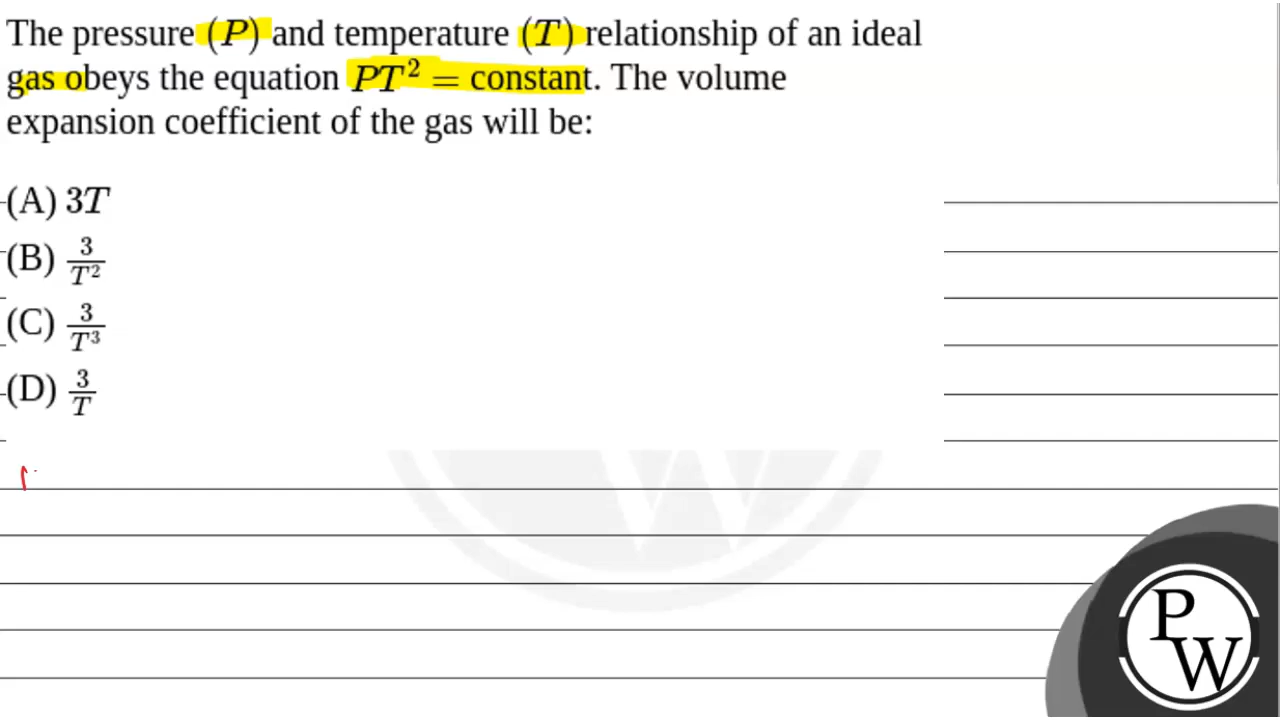 The pressure (P) and temperature (T) relationship of an ideal
gas obeys the equation PT² = constant. The volume
expansion coefficient of the gas will be:
(A) 3T
(B) 3/T²
(C) 3/T³
(D) 3/T
PW